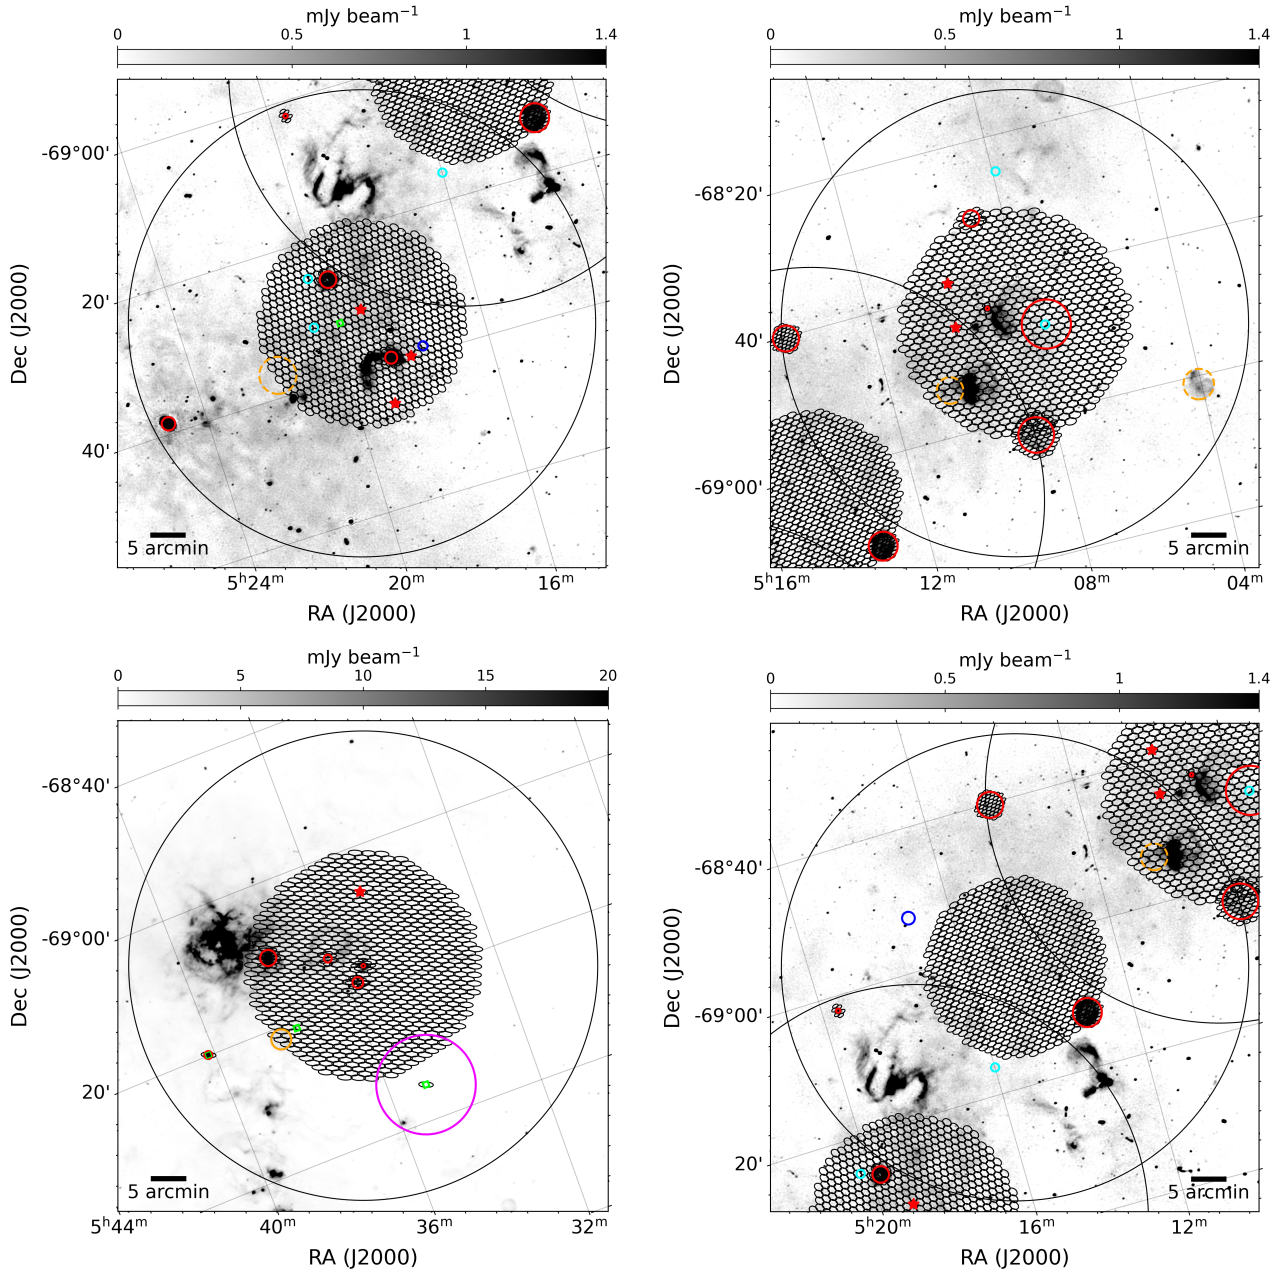 mJy beam⁻¹
0 0.5 1 1.4
Dec (J2000)
-69°00'
20'
40'
5 arcmin
5ʰ24ᵐ 20ᵐ 16ᵐ
RA (J2000)
mJy beam⁻¹
0 0.5 1 1.4
Dec (J2000)
-68°20'
40'
-69°00'
5 arcmin
5ʰ16ᵐ 12ᵐ 08ᵐ 04ᵐ
RA (J2000)
mJy beam⁻¹
0 5 10 15 20
Dec (J2000)
-68°40'
-69°00'
20'
5 arcmin
5ʰ44ᵐ 40ᵐ 36ᵐ 32ᵐ
RA (J2000)
mJy beam⁻¹
0 0.5 1 1.4
Dec (J2000)
-68°40'
-69°00'
20'
5 arcmin
5ʰ20ᵐ 16ᵐ 12ᵐ
RA (J2000)